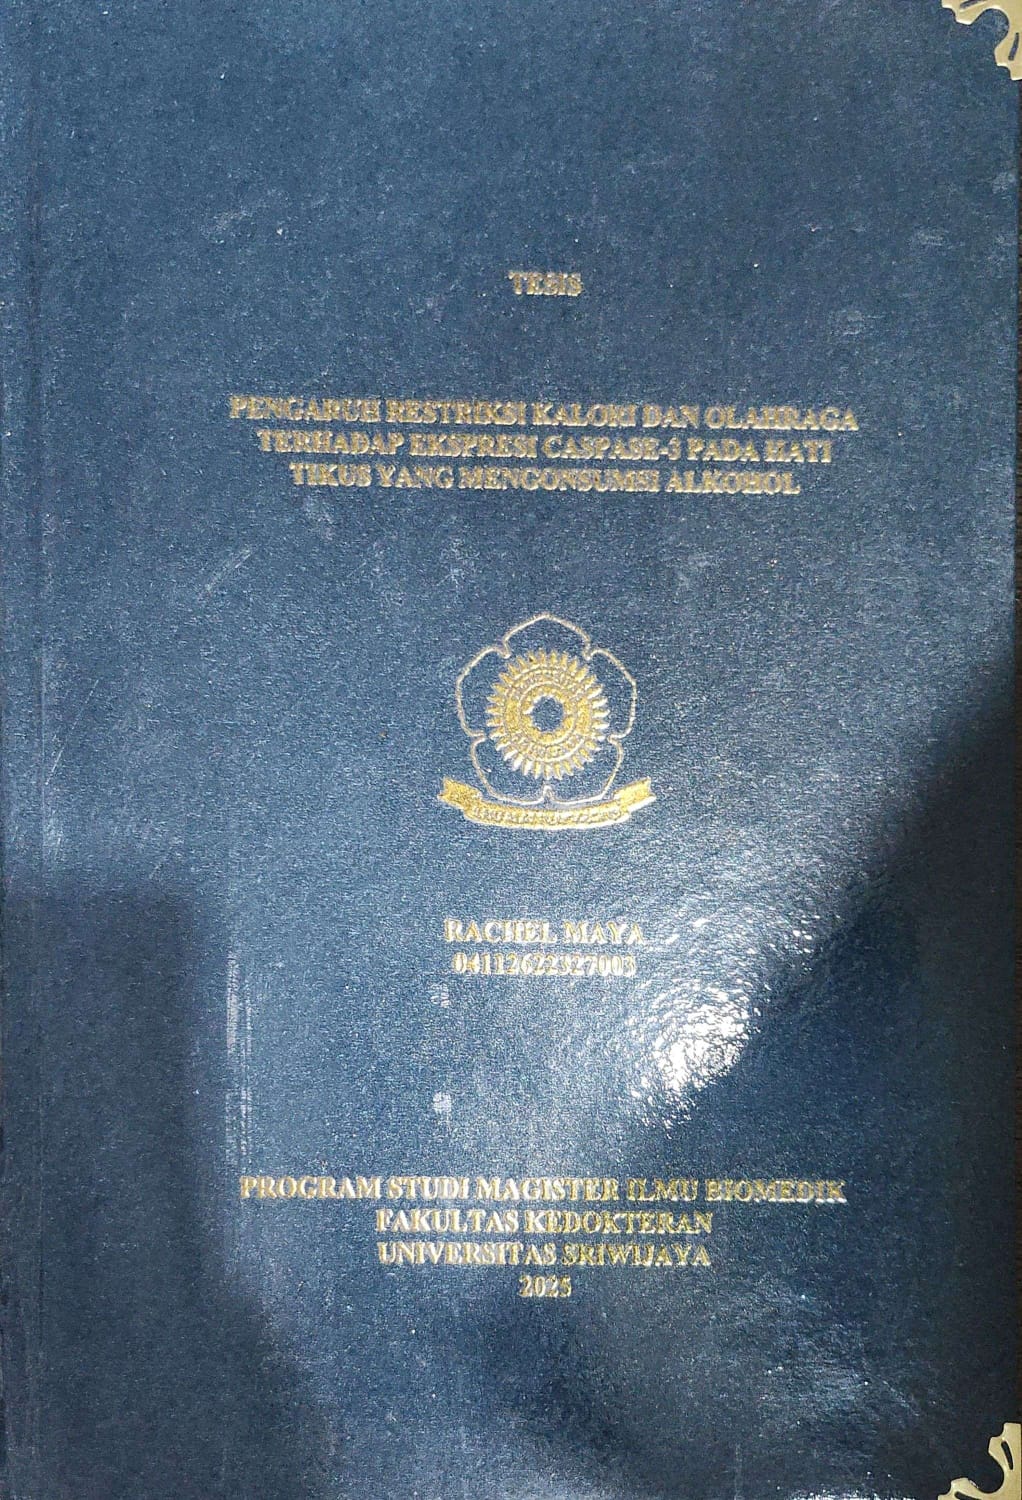 TESIS
PENGARUH RESTRIKSI KALORI DAN OLAHRAGA
TERHADAP EKSPRESI CASPASE-3 PADA HATI
TIKUS YANG MENGONSUMSI ALKOHOL
RACHEL MAYA
PROGRAM STUDI MAGISTER ILMU BIOMEDIK
FAKULTAS KEDOKTERAN
UNIVERSITAS SRIWIJAYA
2025